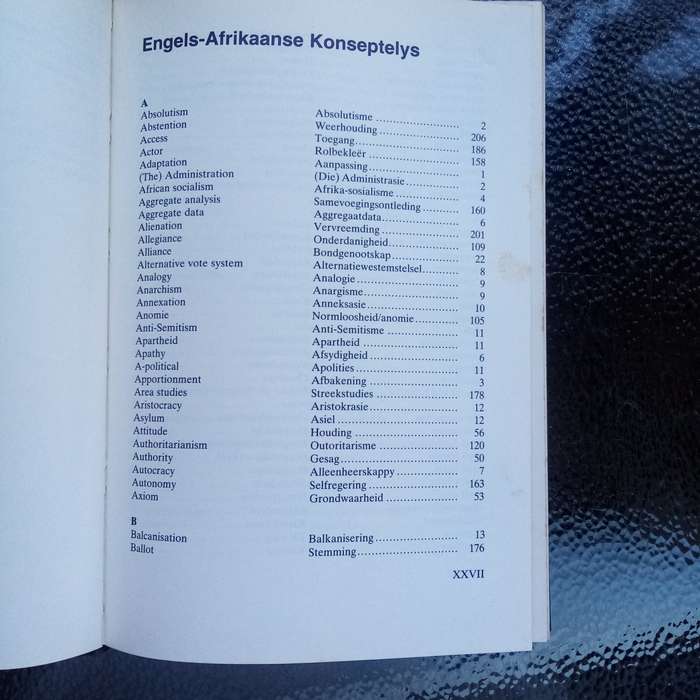 Engels-Afrikaanse Konseptelys
A
Absolutism Absolutisme ........................ 2
Abstention Weerhouding ........................ 206
Access Toegang ........................ 186
Actor Rolbekleër ........................ 158
Adaptation Aanpassing ........................ 1
(The) Administration (Die) Administrasie ........................ 2
African socialism Afrika-sosialisme ........................ 4
Aggregate analysis Samevoegingsontleding ........................ 160
Aggregate data Aggregaatdata ........................ 6
Alienation Vervreemding ........................ 201
Allegiance Onderdanigheid ........................ 109
Alliance Bondgenootskap ........................ 22
Alternative vote system Alternatiewestemstelsel ........................ 8
Analogy Analogie ........................ 9
Anarchism Anargisme ........................ 9
Annexation Anneksasie ........................ 10
Anomie Normloosheid/anomie ........................ 105
Anti-Semitism Anti-Semitisme ........................ 11
Apartheid Apartheid ........................ 11
Apathy Afsydigheid ........................ 6
A-political Apolities ........................ 11
Apportionment Afbakening ........................ 3
Area studies Streekstudies ........................ 178
Aristocracy Aristokrasie ........................ 12
Asylum Asiel ........................ 12
Attitude Houding ........................ 56
Authoritarianism Outoritarisme ........................ 120
Authority Gesag ........................ 50
Autocracy Alleenheerskappy ........................ 7
Autonomy Selfregering ........................ 163
Axiom Grondwaarheid ........................ 53
B
Balcanisation Balkanisering ........................ 13
Ballot Stemming ........................ 176
XXVII